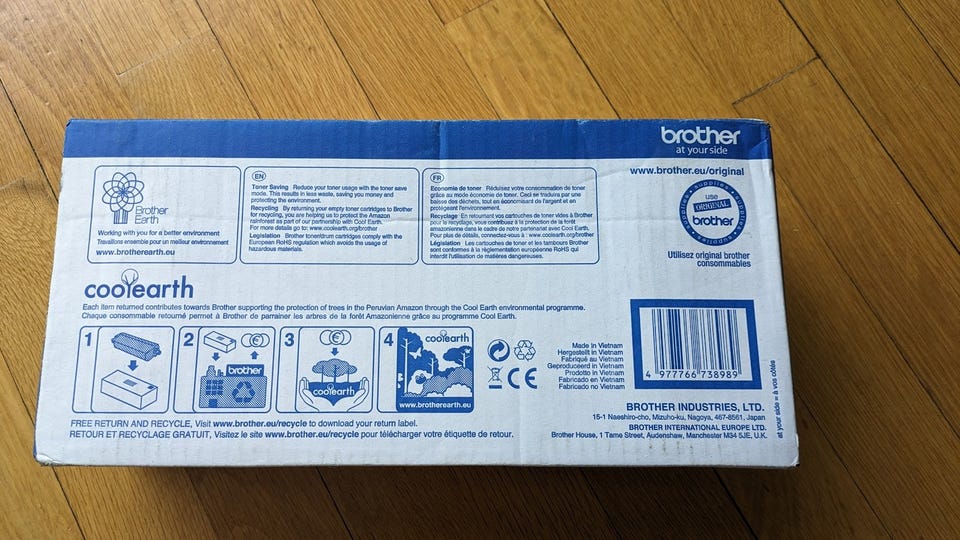 brother
at your side
www.brother.eu/original
• supplies • supplies • supplies • supplies
use
ORIGINAL
brother
Utilisez original brother
consommables
Brother
Earth
Working with you for a better environment
Travaillons ensemble pour un meilleur environnement
www.brotherearth.eu
EN
Toner Saving Reduce your toner usage with the toner save
mode. This results in less waste, saving you money and
protecting the environment.
Recycling By returning your empty toner cartridges to Brother
for recycling, you are helping us to protect the Amazon
rainforest as part of our partnership with Cool Earth.
For more details go to: www.coolearth.org/brother
Legislation Brother toner/drum cartridges comply with the
European RoHS regulation which avoids the usage of
hazardous materials.
FR
Economie de toner Réduisez votre consommation de toner
grâce au mode économie de toner. Ceci se traduira par une
baisse des déchets, tout en économisant de l'argent et en
protégeant l'environnement.
Recyclage En retournant vos cartouches de toner vides à Brother
pour le recyclage, vous contribuez à la protection de la forêt
amazonienne dans le cadre de notre partenariat avec Cool Earth.
Pour plus de détails, connectez-vous à : www.coolearth.org/brother
Législation Les cartouches de toner et les tambours Brother
sont conformes à la réglementation européenne RoHS qui
interdit l'utilisation de matières dangereuses.
coolearth
Each item returned contributes towards Brother supporting the protection of trees in the Peruvian Amazon through the Cool Earth environmental programme.
Chaque consommable retourné permet à Brother de parrainer les arbres de la forêt Amazonienne grâce au programme Cool Earth.
1
2
€
brother
3
€
coolearth
4
coolearth
www.brotherearth.eu
FREE RETURN AND RECYCLE, Visit www.brother.eu/recycle to download your return label.
RETOUR ET RECYCLAGE GRATUIT, Visitez le site www.brother.eu/recycle pour télécharger votre étiquette de retour.
CE
Made in Vietnam
Hergestellt in Vietnam
Fabriqué au Vietnam
Geproduceerd in Vietnam
Prodotto in Vietnam
Fabricado en Vietnam
Fabricado no Vietnam
4 977766 738989
BROTHER INDUSTRIES, LTD.
15-1 Naeshiro-cho, Mizuho-ku, Nagoya, 467-8561, Japan
BROTHER INTERNATIONAL EUROPE LTD.
Brother House, 1 Tame Street, Audenshaw, Manchester M34 5JE, U.K.
at your side = à vos côtés